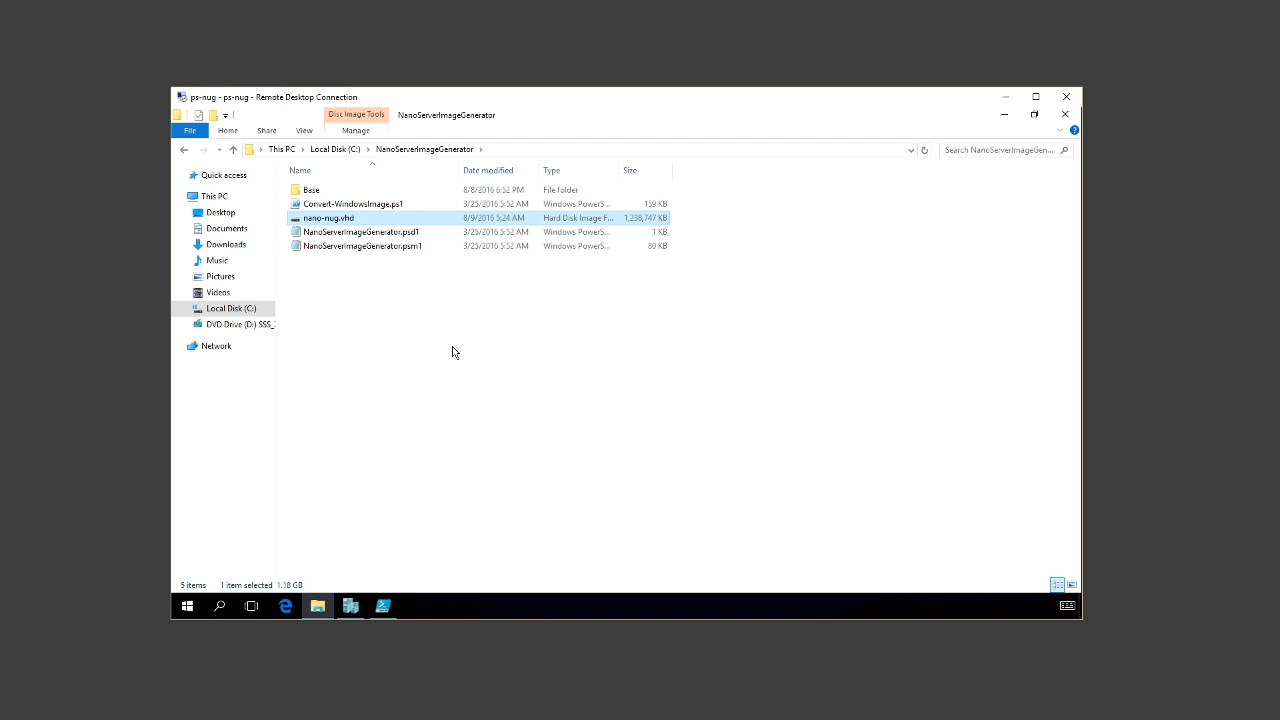 ps-nug - ps-nug - Remote Desktop Connection
Disc Image Tools NanoServerImageGenerator
File Home Share View Manage
This PC Local Disk (C:) NanoServerImageGenerator Search NanoServerImageGen...
Name Date modified Type Size
Quick access
This PC
Desktop
Documents
Downloads
Music
Pictures
Videos
Local Disk (C:)
DVD Drive (D:) SSS_
Network
Base 8/8/2016 6:52 PM File folder
Convert-WindowsImage.ps1 3/25/2016 5:52 AM Windows PowerS... 159 KB
nano-nug.vhd 8/9/2016 5:24 AM Hard Disk Image F... 1,238,747 KB
NanoServerImageGenerator.psd1 3/25/2016 5:52 AM Windows PowerS... 1 KB
NanoServerImageGenerator.psm1 3/25/2016 5:52 AM Windows PowerS... 80 KB
5 items 1 item selected 1.18 GB